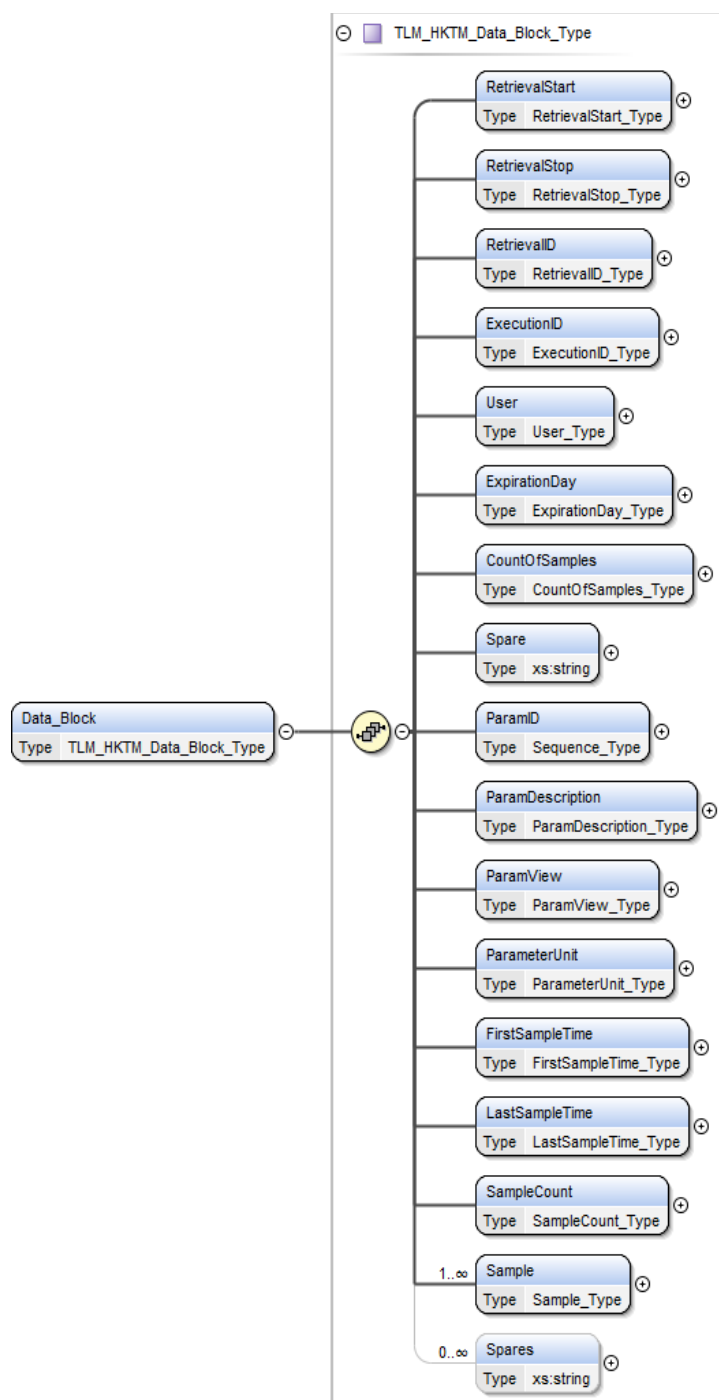 TLM_HKTM_Data_Block_Type
RetrievalStart
Type RetrievalStart_Type
RetrievalStop
Type RetrievalStop_Type
RetrievalID
Type RetrievalID_Type
ExecutionID
Type ExecutionID_Type
User
Type User_Type
ExpirationDay
Type ExpirationDay_Type
CountOfSamples
Type CountOfSamples_Type
Spare
Type xs:string
Data_Block
Type TLM_HKTM_Data_Block_Type
ParamID
Type Sequence_Type
ParamDescription
Type ParamDescription_Type
ParamView
Type ParamView_Type
ParameterUnit
Type ParameterUnit_Type
FirstSampleTime
Type FirstSampleTime_Type
LastSampleTime
Type LastSampleTime_Type
SampleCount
Type SampleCount_Type
1..∞ Sample
Type Sample_Type
0..∞ Spares
Type xs:string